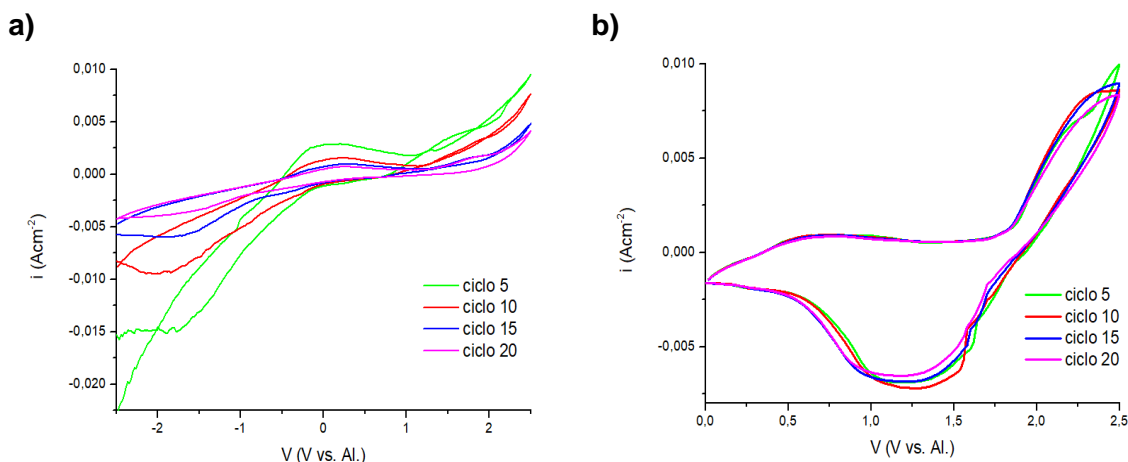 a)
0,010
0,005
0,000
-0,005
-0,010
-0,015
-0,020
i (Acm-2)
ciclo 5
ciclo 10
ciclo 15
ciclo 20
-2 -1 0 1 2
V (V vs. Al.)
b)
0,010
0,005
0,000
-0,005
i (Acm-2)
ciclo 5
ciclo 10
ciclo 15
ciclo 20
0,0 0,5 1,0 1,5 2,0 2,5
V (V vs. Al.)